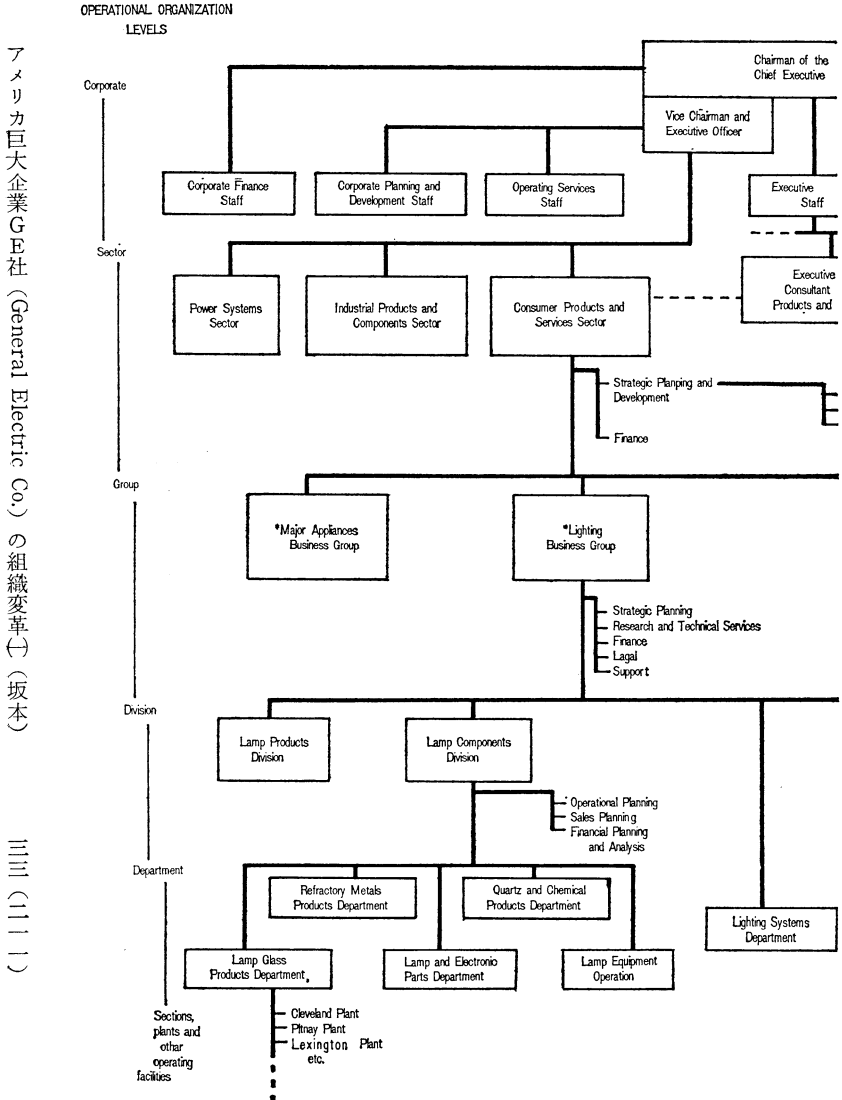 OPERATIONAL ORGANIZATION
LEVELS
Corporate
Sector
Group
Division
Department
Sections,
plants and
other
operating
facilities
Chairman of the
Chief Executive
Vice Chairman and
Executive Officer
Corporate Finance
Staff
Corporate Planning and
Development Staff
Operating Services
Staff
Executive
Staff
Power Systems
Sector
Industrial Products and
Components Sector
Consumer Products and
Services Sector
Executive
Consultant
Products and
Strategic Planping and
Development
Finance
*Major Appliances
Business Group
*Lighting
Business Group
Strategic Planning
Research and Technical Services
Finance
Lagal
Support
Lamp Products
Division
Lamp Components
Division
Operational Planning
Sales Planning
Financial Planning
and Analysis
Refractory Metals
Products Department
Quartz and Chemical
Products Department
Lighting Systems
Department
Lamp Glass
Products Department
Lamp and Electronic
Parts Department
Lamp Equipment
Operation
Cleveland Plant
Pitnay Plant
Lexington Plant
etc.
アメリカ巨大企業GE社（General Electric Co.）の組織変革㈠（坂本）
三三（二一一）